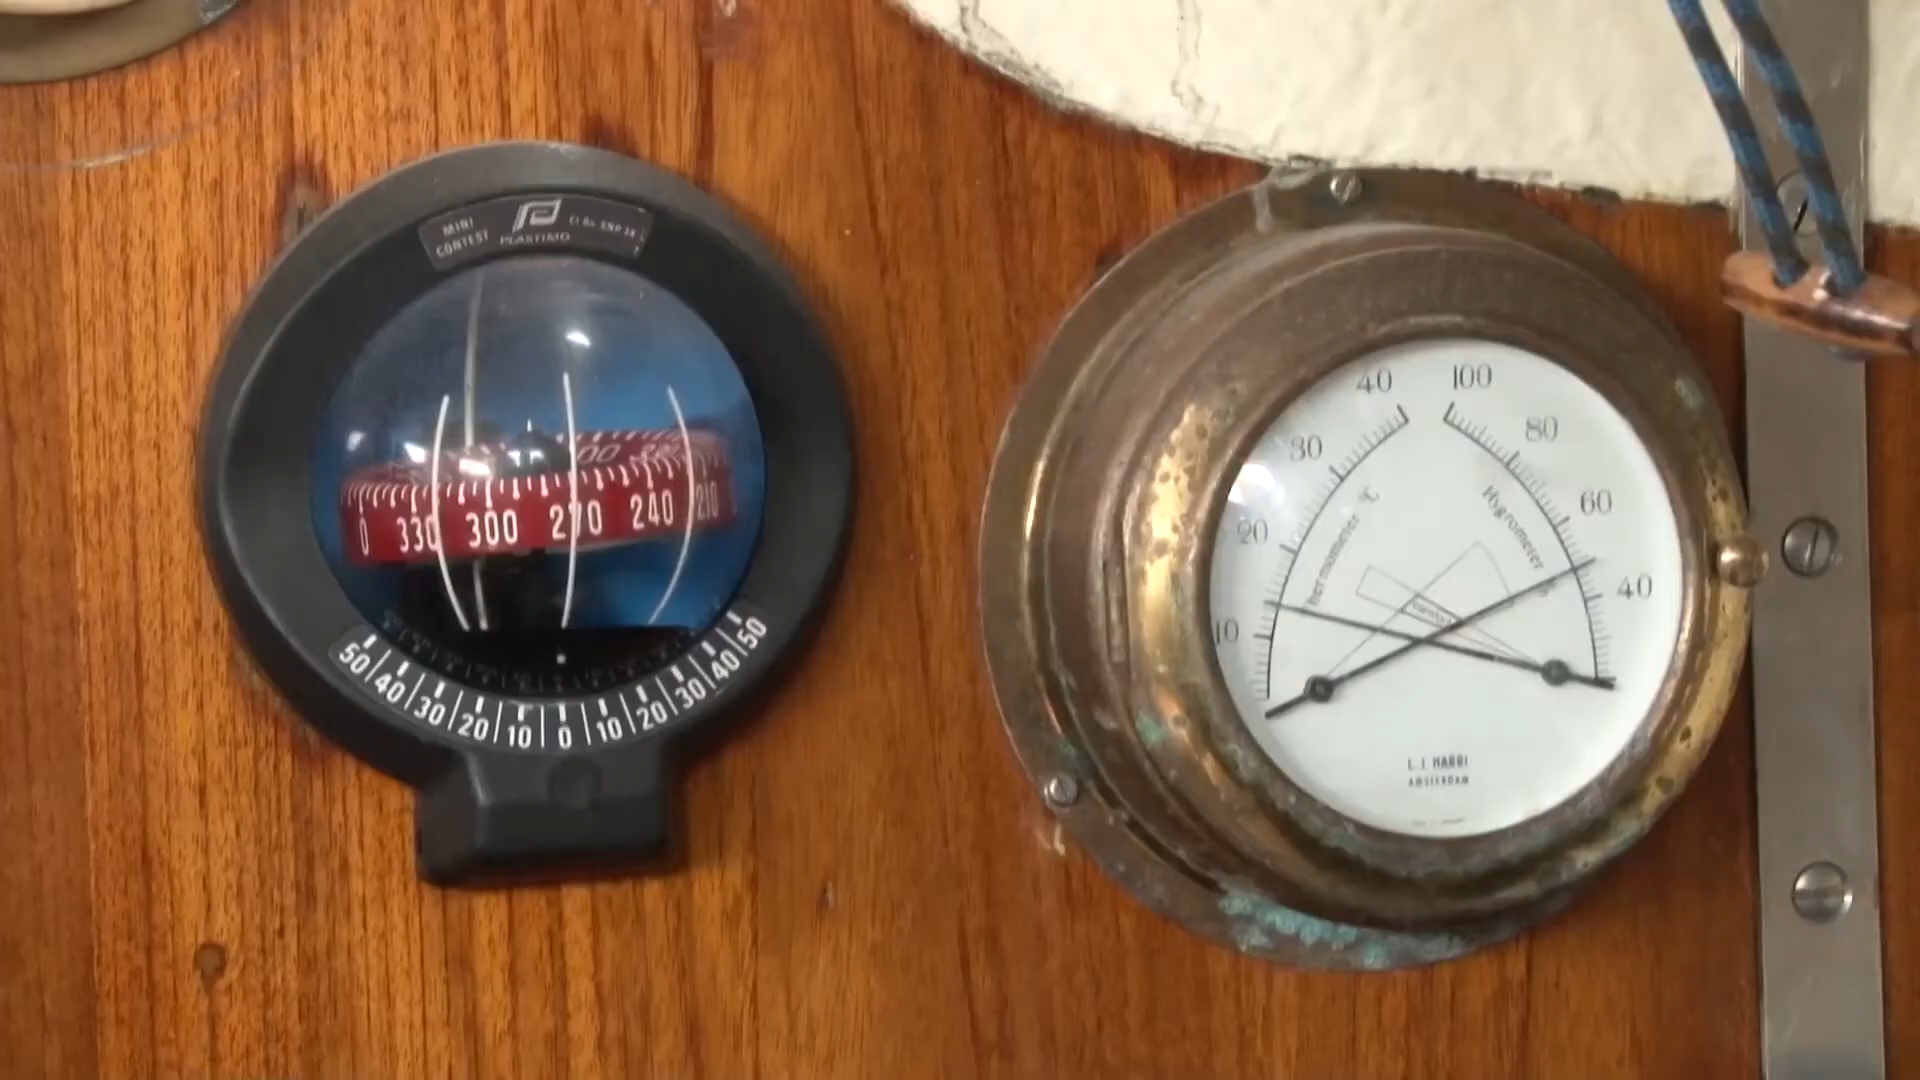 MINI
CONTEST
PLASTIMO
0 330 300 270 240 210
50 40 30 20 10 0 10 20 30 40 50
40 100
30 80
20 60
10 40
thermometer °C
Hygrometer
AMSTERDAM